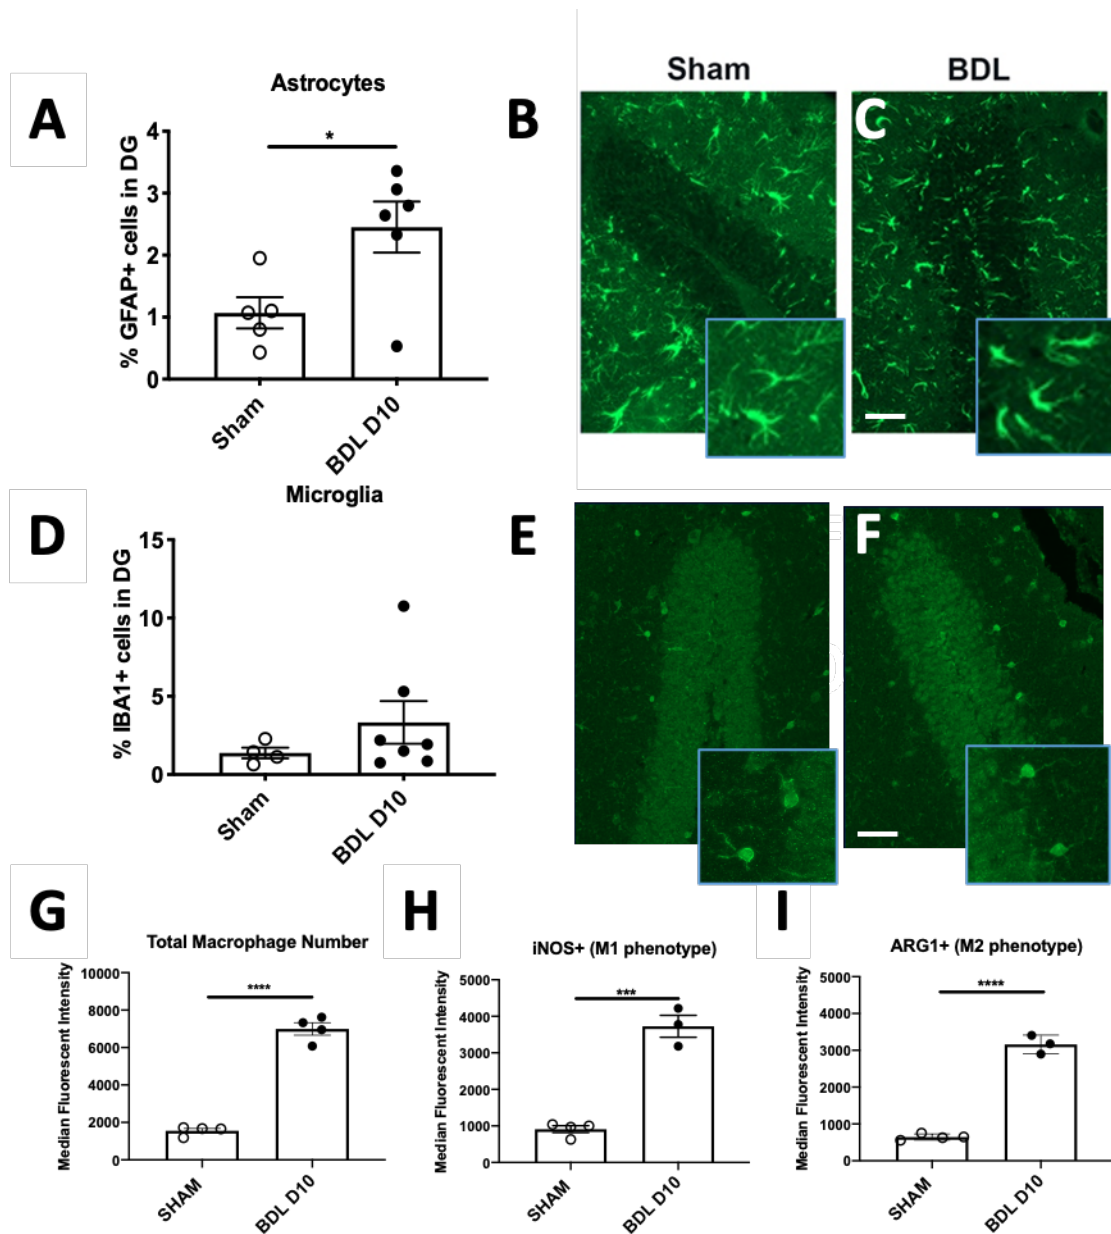 Sham
BDL
A
Astrocytes
B
C
% GFAP+ cells in DG
4
3
2
1
0
*
Sham
BDL D10
D
Microglia
E
F
% IBA1+ cells in DG
15
10
5
0
Sham
BDL D10
G
Total Macrophage Number
Median Fluorescent Intensity
10000
8000
6000
4000
2000
0
****
SHAM
BDL D10
H
iNOS+ (M1 phenotype)
Median Fluorescent Intensity
5000
4000
3000
2000
1000
0
***
SHAM
BDL D10
I
ARG1+ (M2 phenotype)
Median Fluorescent Intensity
5000
4000
3000
2000
1000
0
****
SHAM
BDL D10